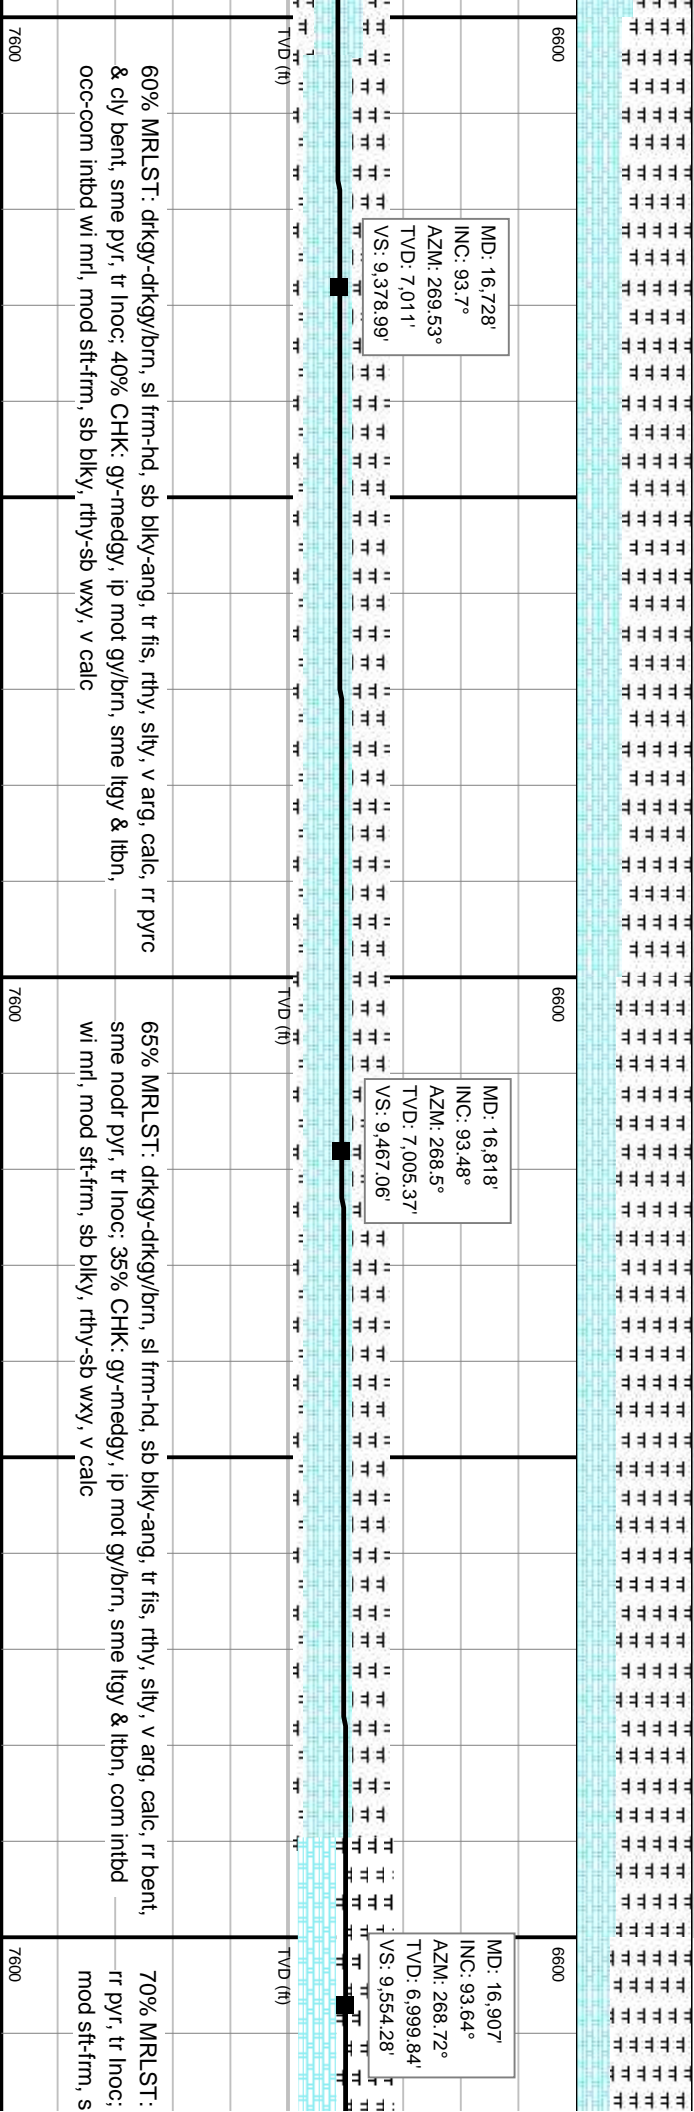 6600
TVD (ft)
7600
MD: 16,728'
INC: 93.7°
AZM: 269.53°
TVD: 7,011'
VS: 9,378.99'
60% MRLST: drkgy-drkgy/brn, sl frm-hd, sb blky-ang, tr fis, rthy, slty, v arg, calc, rr pyrc
& cly bent, sme pyr, tr Inoc; 40% CHK: gy-medgy, ip mot gy/brn, sme ltgy & ltbn,
occ-com intbd wi mrl, mod sft-frm, sb blky, rthy-sb wxy, v calc
6600
TVD (ft)
7600
MD: 16,818'
INC: 93.48°
AZM: 268.5°
TVD: 7,005.37'
VS: 9,467.06'
65% MRLST: drkgy-drkgy/brn, sl frm-hd, sb blky-ang, tr fis, rthy, slty, v arg, calc, rr bent,
sme nodr pyr, tr Inoc; 35% CHK: gy-medgy, ip mot gy/brn, sme ltgy & ltbn, com intbd
wi mrl, mod sft-frm, sb blky, rthy-sb wxy, v calc
6600
TVD (ft)
7600
MD: 16,907'
INC: 93.64°
AZM: 268.72°
TVD: 6,999.84'
VS: 9,554.28'
70% MRLST:
rr pyr, tr Inoc;
mod sft-frm, s